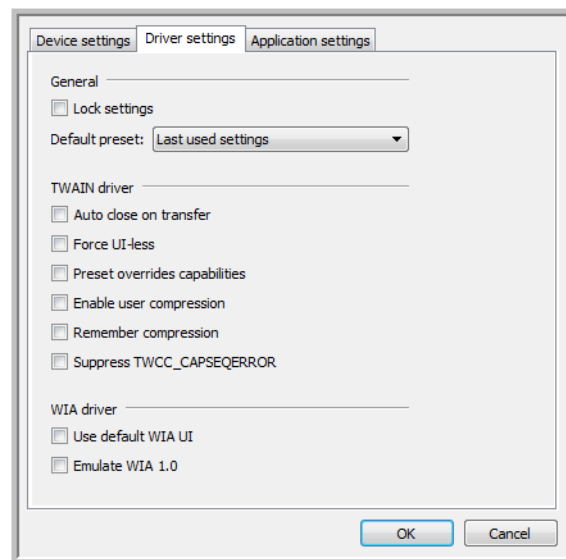 Device settings Driver settings Application settings
General
Lock settings
Default preset: Last used settings
TWAIN driver
Auto close on transfer
Force UI-less
Preset overrides capabilities
Enable user compression
Remember compression
Suppress TWCC_CAPSEQERROR
WIA driver
Use default WIA UI
Emulate WIA 1.0
OK Cancel